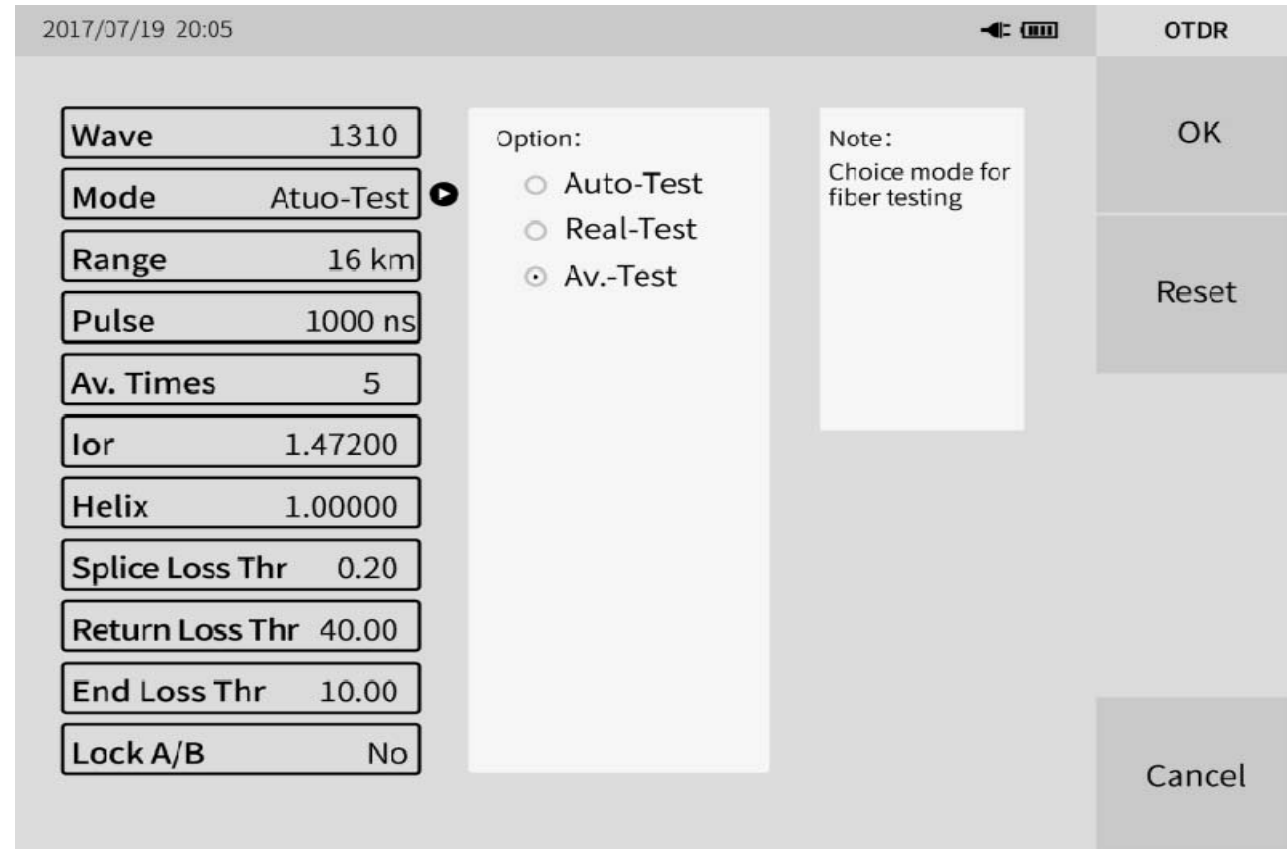 2017/07/19 20:05
OTDR
Wave 1310
Mode Atuo-Test
Range 16 km
Pulse 1000 ns
Av. Times 5
Ior 1.47200
Helix 1.00000
Splice Loss Thr 0.20
Return Loss Thr 40.00
End Loss Thr 10.00
Lock A/B No
Option:
Auto-Test
Real-Test
Av.-Test
Note:
Choice mode for
fiber testing
OK
Reset
Cancel